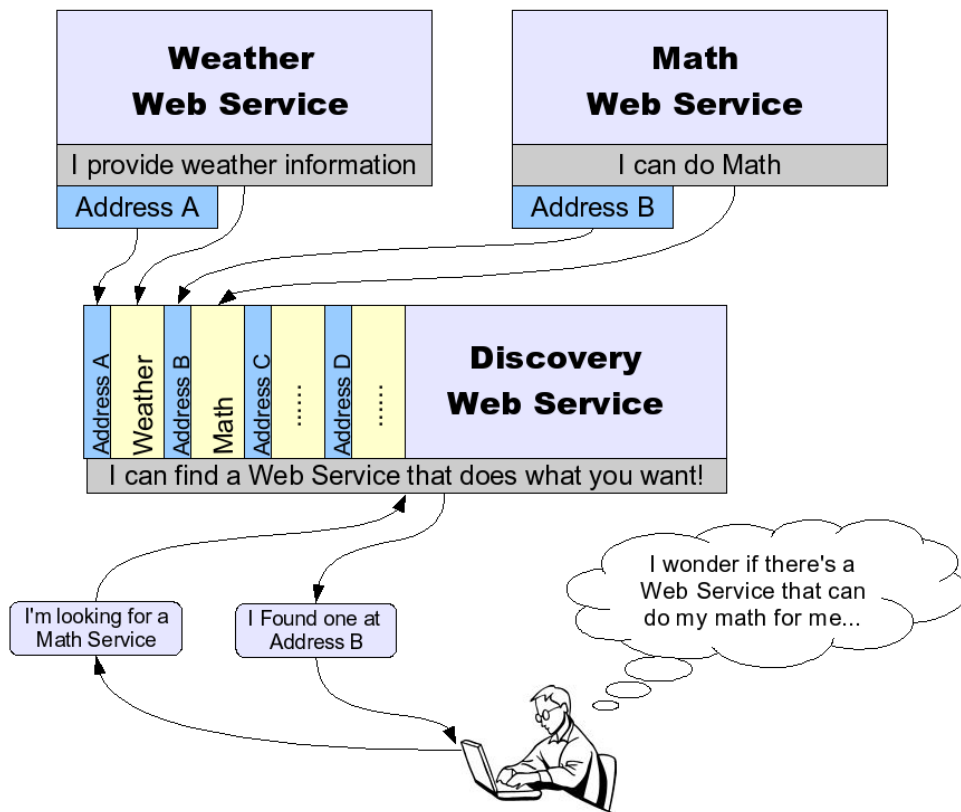 Weather
Web Service
I provide weather information
Address A
Math
Web Service
I can do Math
Address B
Address A
Weather
Address B
Math
Address C
......
Address D
......
Discovery
Web Service
I can find a Web Service that does what you want!
I'm looking for a
Math Service
I Found one at
Address B
I wonder if there's a
Web Service that can
do my math for me...